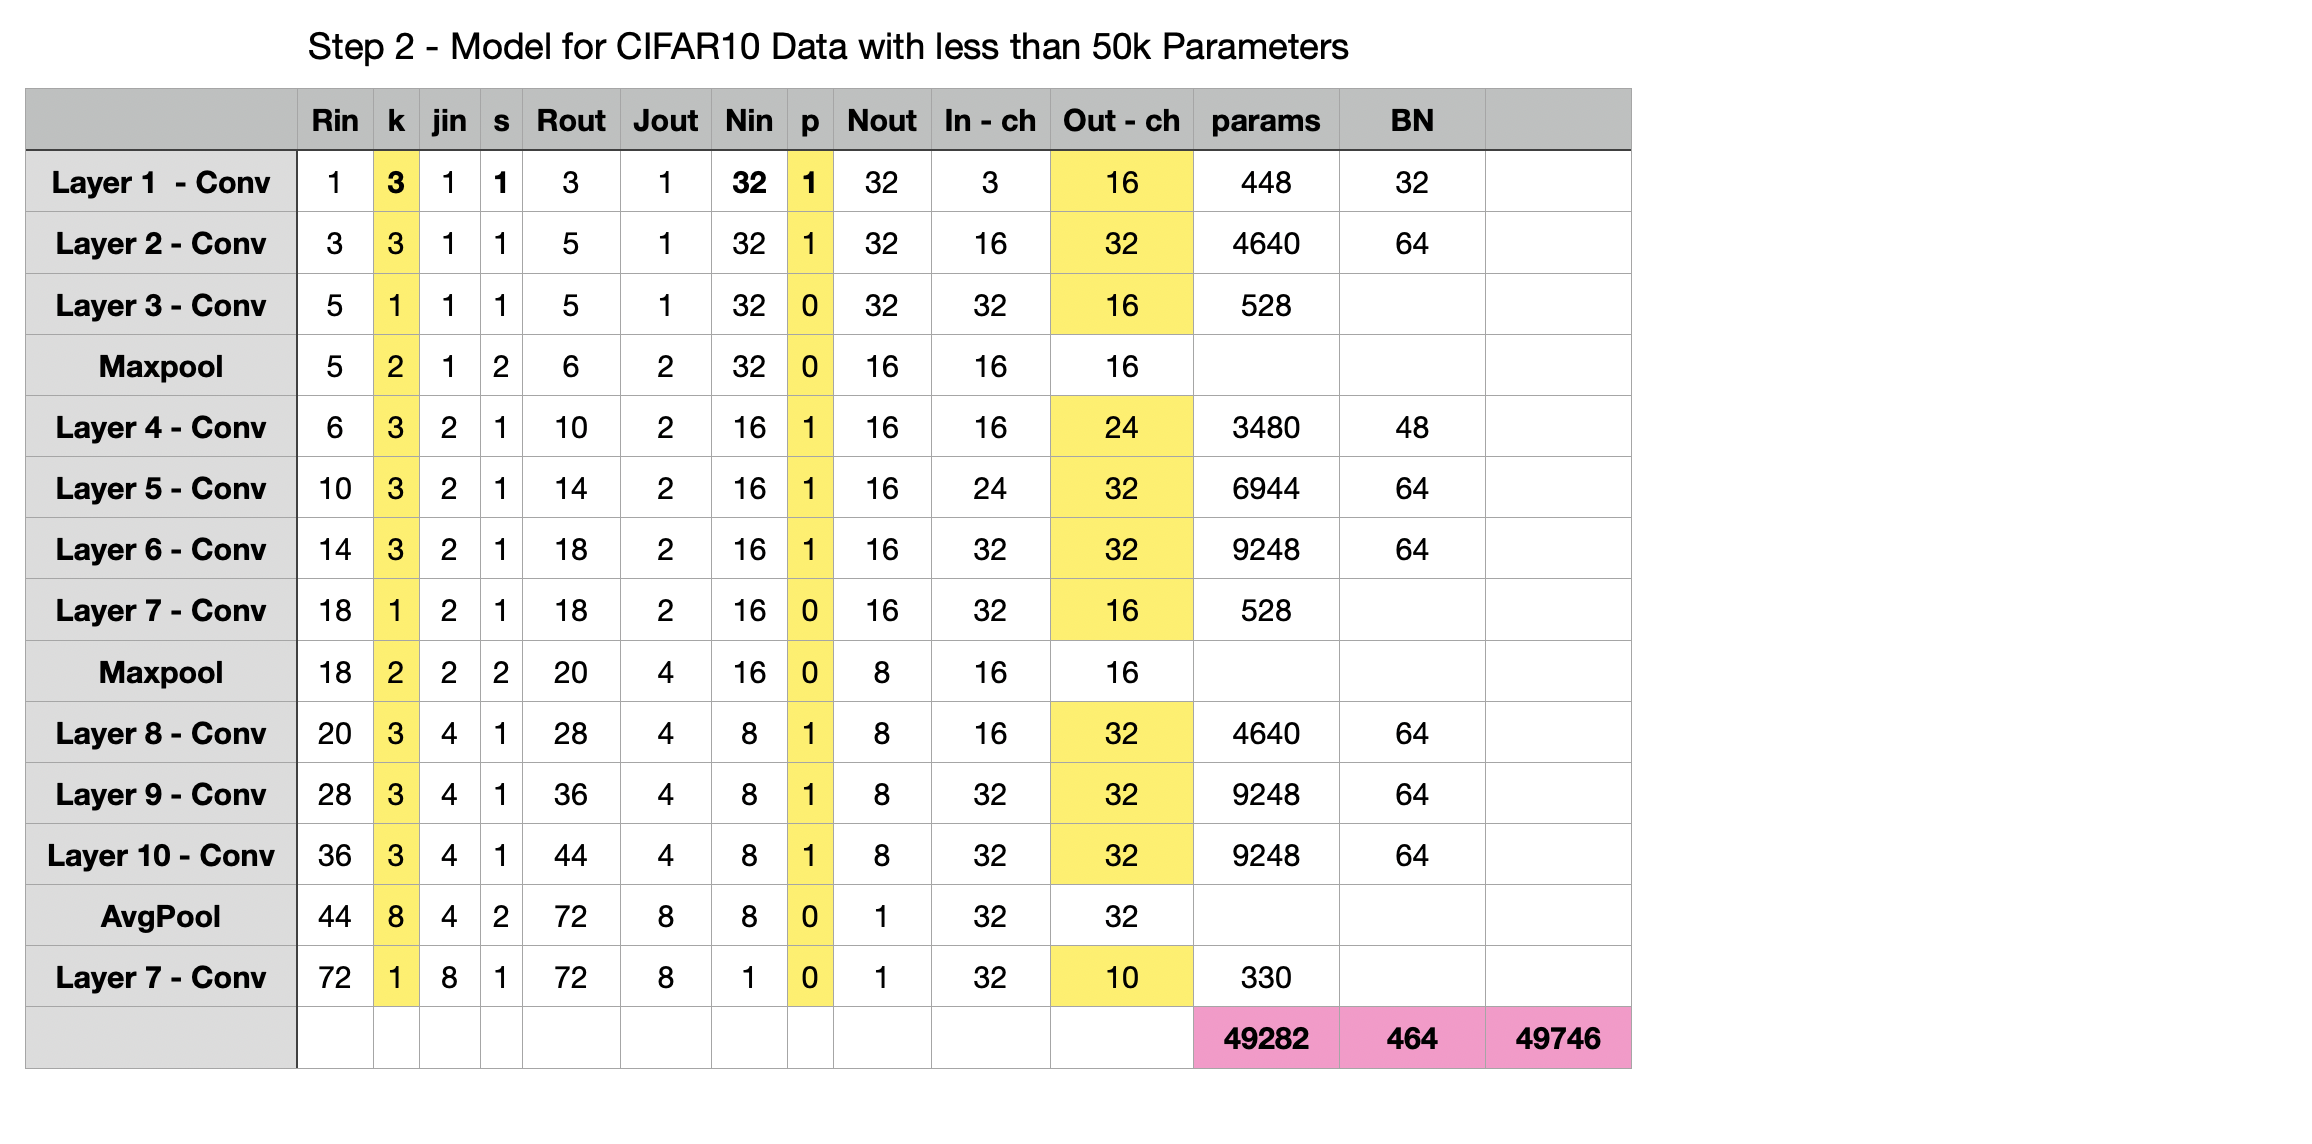 Step 2 - Model for CIFAR10 Data with less than 50k Parameters
Rin k jin s Rout Jout Nin p Nout In - ch Out - ch params BN
Layer 1 - Conv 1 3 1 1 3 1 32 1 32 3 16 448 32
Layer 2 - Conv 3 3 1 1 5 1 32 1 32 16 32 4640 64
Layer 3 - Conv 5 1 1 1 5 1 32 0 32 32 16 528
Maxpool 5 2 1 2 6 2 32 0 16 16 16
Layer 4 - Conv 6 3 2 1 10 2 16 1 16 16 24 3480 48
Layer 5 - Conv 10 3 2 1 14 2 16 1 16 24 32 6944 64
Layer 6 - Conv 14 3 2 1 18 2 16 1 16 32 32 9248 64
Layer 7 - Conv 18 1 2 1 18 2 16 0 16 32 16 528
Maxpool 18 2 2 2 20 4 16 0 8 16 16
Layer 8 - Conv 20 3 4 1 28 4 8 1 8 16 32 4640 64
Layer 9 - Conv 28 3 4 1 36 4 8 1 8 32 32 9248 64
Layer 10 - Conv 36 3 4 1 44 4 8 1 8 32 32 9248 64
AvgPool 44 8 4 2 72 8 8 0 1 32 32
Layer 7 - Conv 72 1 8 1 72 8 1 0 1 32 10 330
49282 464 49746